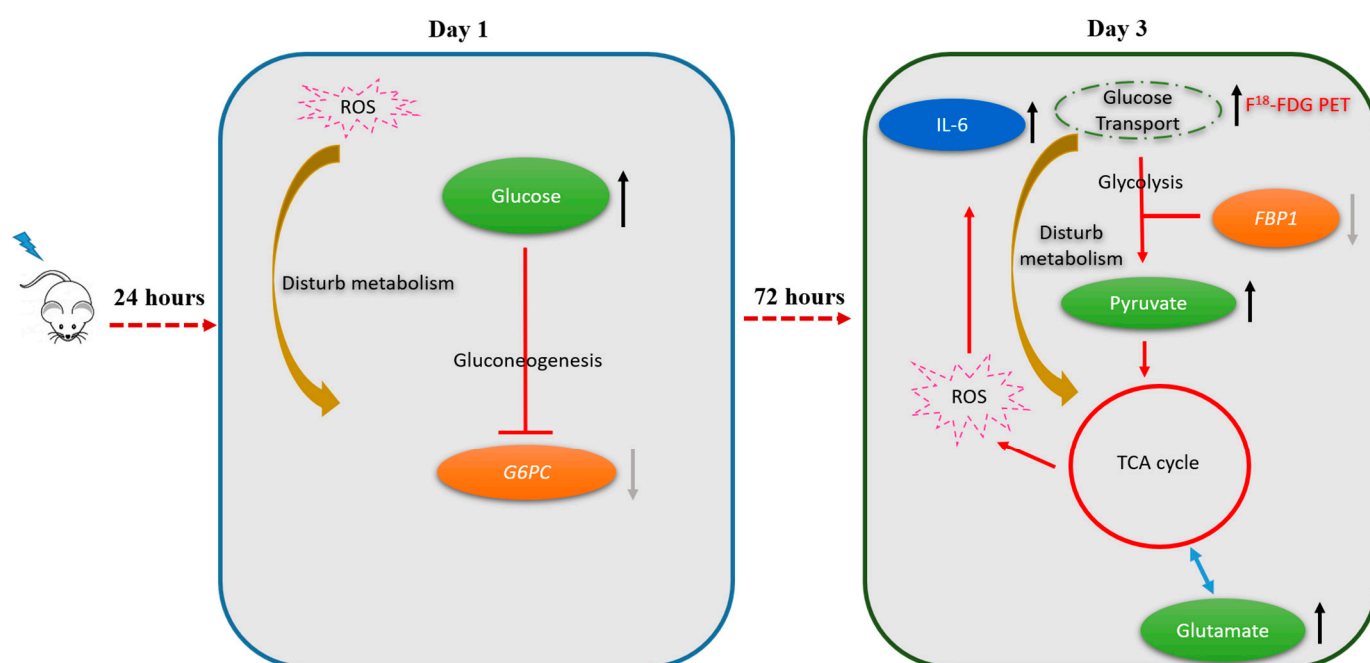 Day 1
ROS
Glucose
Disturb metabolism
Gluconeogenesis
G6PC
24 hours
72 hours
Day 3
IL-6
Glucose
Transport
F¹⁸-FDG PET
Glycolysis
FBP1
Disturb
metabolism
Pyruvate
ROS
TCA cycle
Glutamate